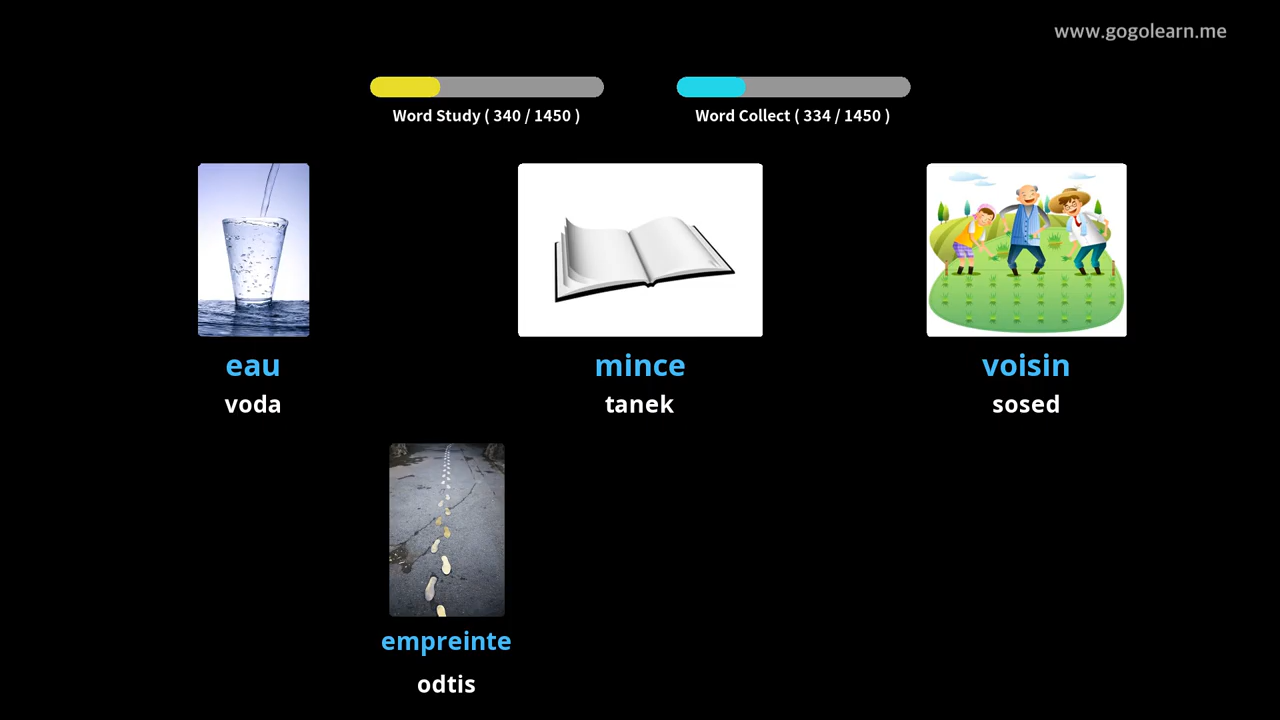 www.gogolearn.me
Word Study ( 340 / 1450 )
Word Collect ( 334 / 1450 )
eau
mince
voisin
voda
tanek
sosed
empreinte
odtis